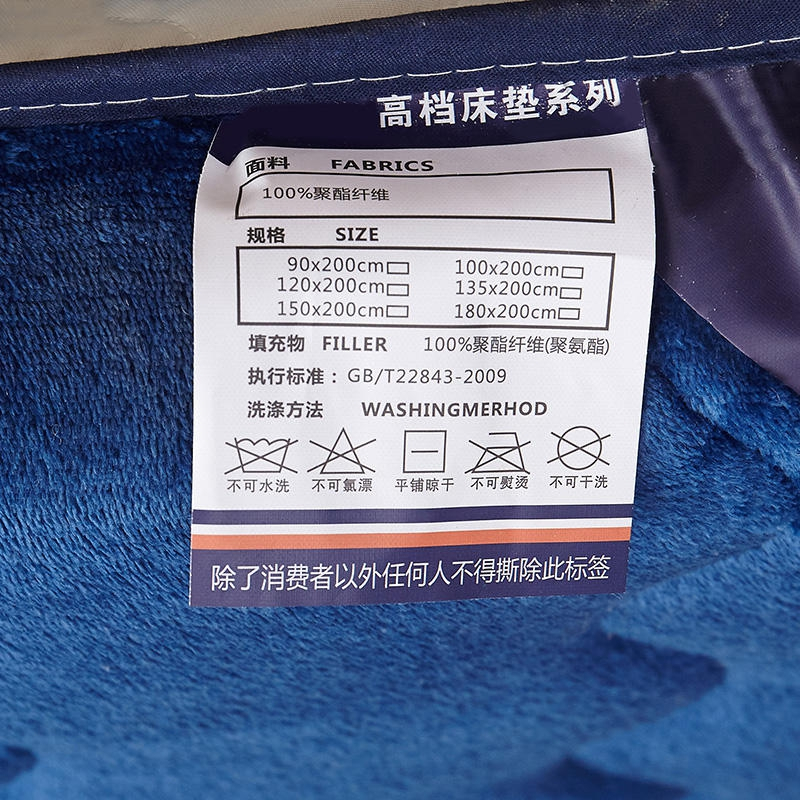 高档床垫系列
面料 FABRICS
100%聚酯纤维
规格 SIZE
90x200cm 100x200cm
120x200cm 135x200cm
150x200cm 180x200cm
填充物 FILLER 100%聚酯纤维(聚氨酯)
执行标准：GB/T22843-2009
洗涤方法 WASHINGMERHOD
不可水洗 不可氯漂 平铺晾干 不可熨烫 不可干洗
除了消费者以外任何人不得撕除此标签